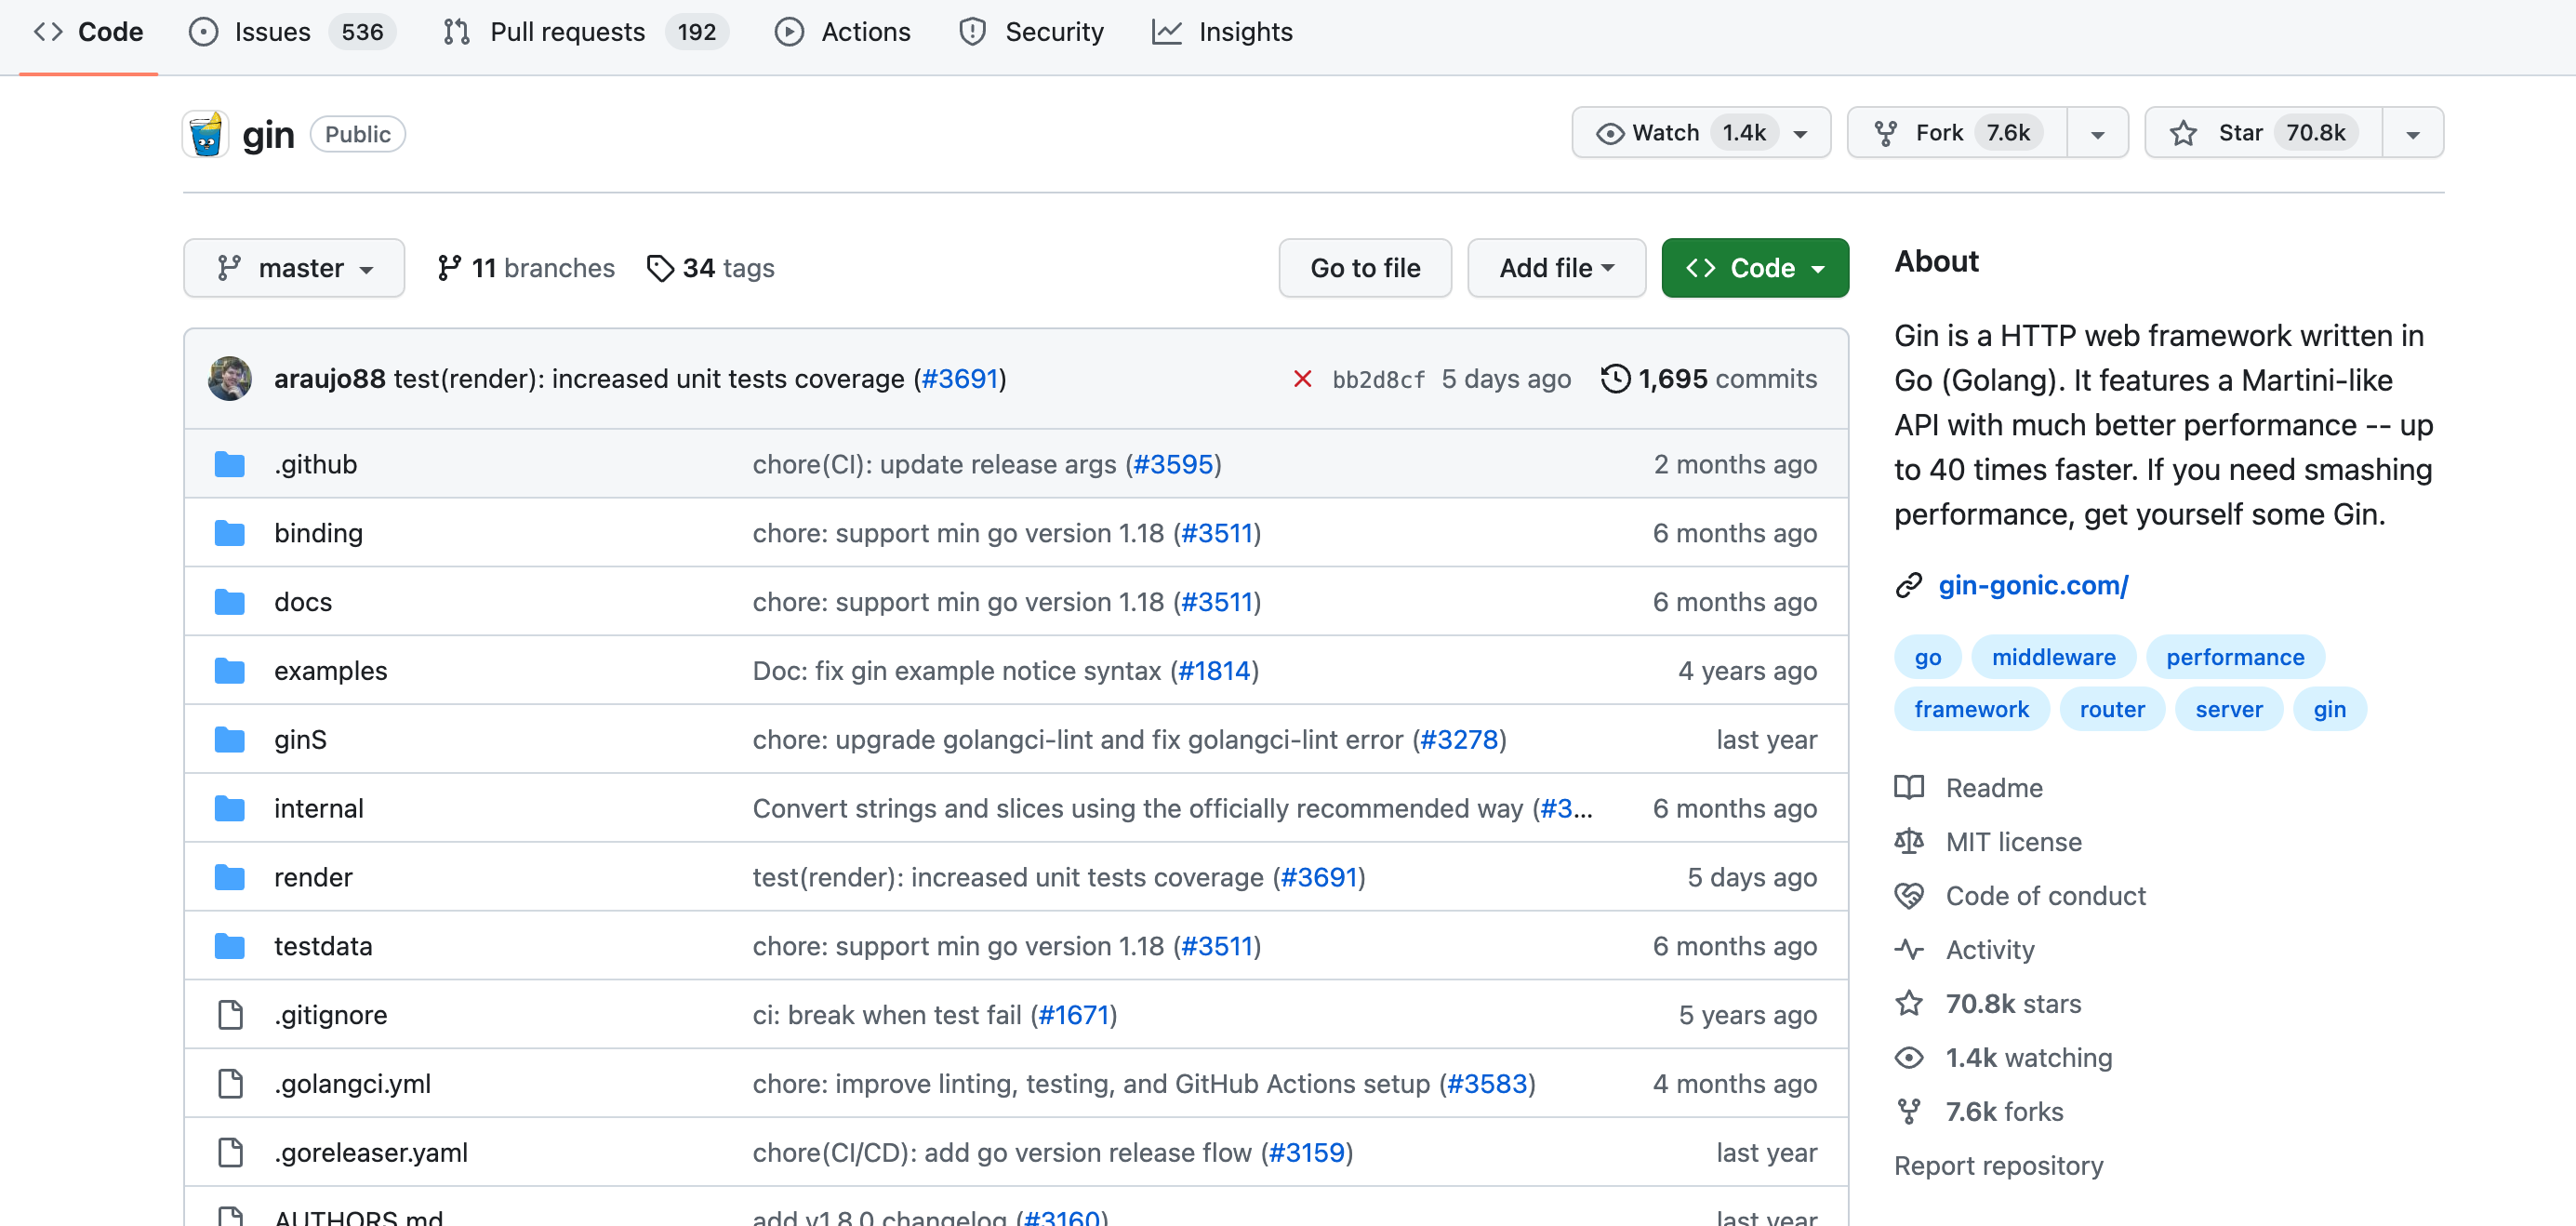 Code Issues 536 Pull requests 192 Actions Security Insights
gin Public Watch 1.4k Fork 7.6k Star 70.8k
master 11 branches 34 tags Go to file Add file Code
araujo88 test(render): increased unit tests coverage (#3691) bb2d8cf 5 days ago 1,695 commits
.github chore(CI): update release args (#3595) 2 months ago
binding chore: support min go version 1.18 (#3511) 6 months ago
docs chore: support min go version 1.18 (#3511) 6 months ago
examples Doc: fix gin example notice syntax (#1814) 4 years ago
ginS chore: upgrade golangci-lint and fix golangci-lint error (#3278) last year
internal Convert strings and slices using the officially recommended way (#3... 6 months ago
render test(render): increased unit tests coverage (#3691) 5 days ago
testdata chore: support min go version 1.18 (#3511) 6 months ago
.gitignore ci: break when test fail (#1671) 5 years ago
.golangci.yml chore: improve linting, testing, and GitHub Actions setup (#3583) 4 months ago
.goreleaser.yaml chore(CI/CD): add go version release flow (#3159) last year
AUTHORS.md add v1.8.0 changelog (#3160) last year
About
Gin is a HTTP web framework written in
Go (Golang). It features a Martini-like
API with much better performance -- up
to 40 times faster. If you need smashing
performance, get yourself some Gin.
gin-gonic.com/
go middleware performance
framework router server gin
Readme
MIT license
Code of conduct
Activity
70.8k stars
1.4k watching
7.6k forks
Report repository